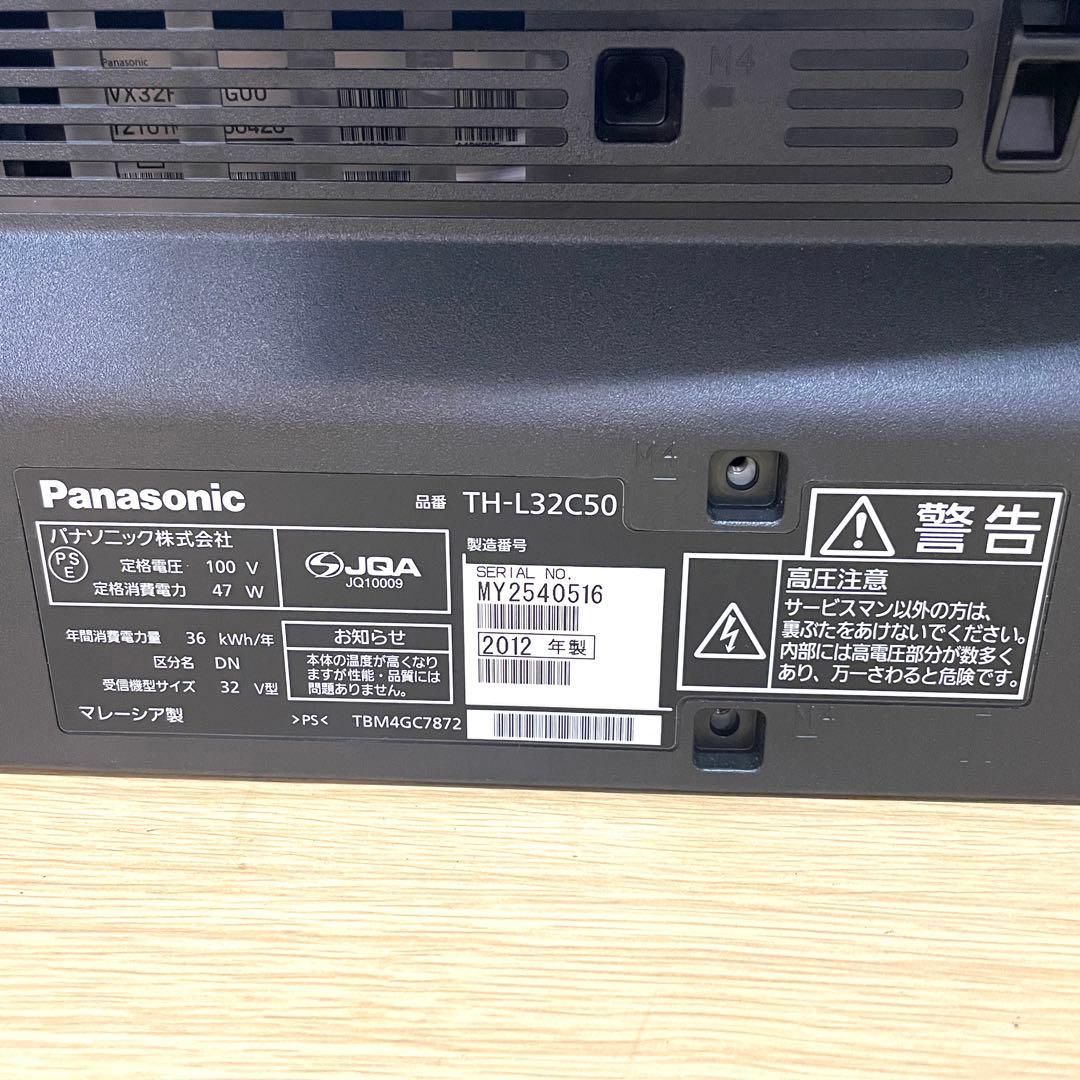 Panasonic
M4
G00
M4
Panasonic
品番 TH-L32C50
パナソニック株式会社
PS
E
定格電圧 100 V
定格消費電力 47 W
JQA
JQ10009
年間消費電力量 36 kWh/年
区分名 DN
受信機型サイズ 32 V型
マレーシア製
お知らせ
本体の温度が高くなり
ますが性能・品質には
問題ありません。
>PS< TBM4GC7872
製造番号
SERIAL NO.
MY2540516
2012 年製
警告
高圧注意
サービスマン以外の方は、
裏ぶたをあけないでください。
内部には高電圧部分が数多く
あり、万一さわると危険です。
M4